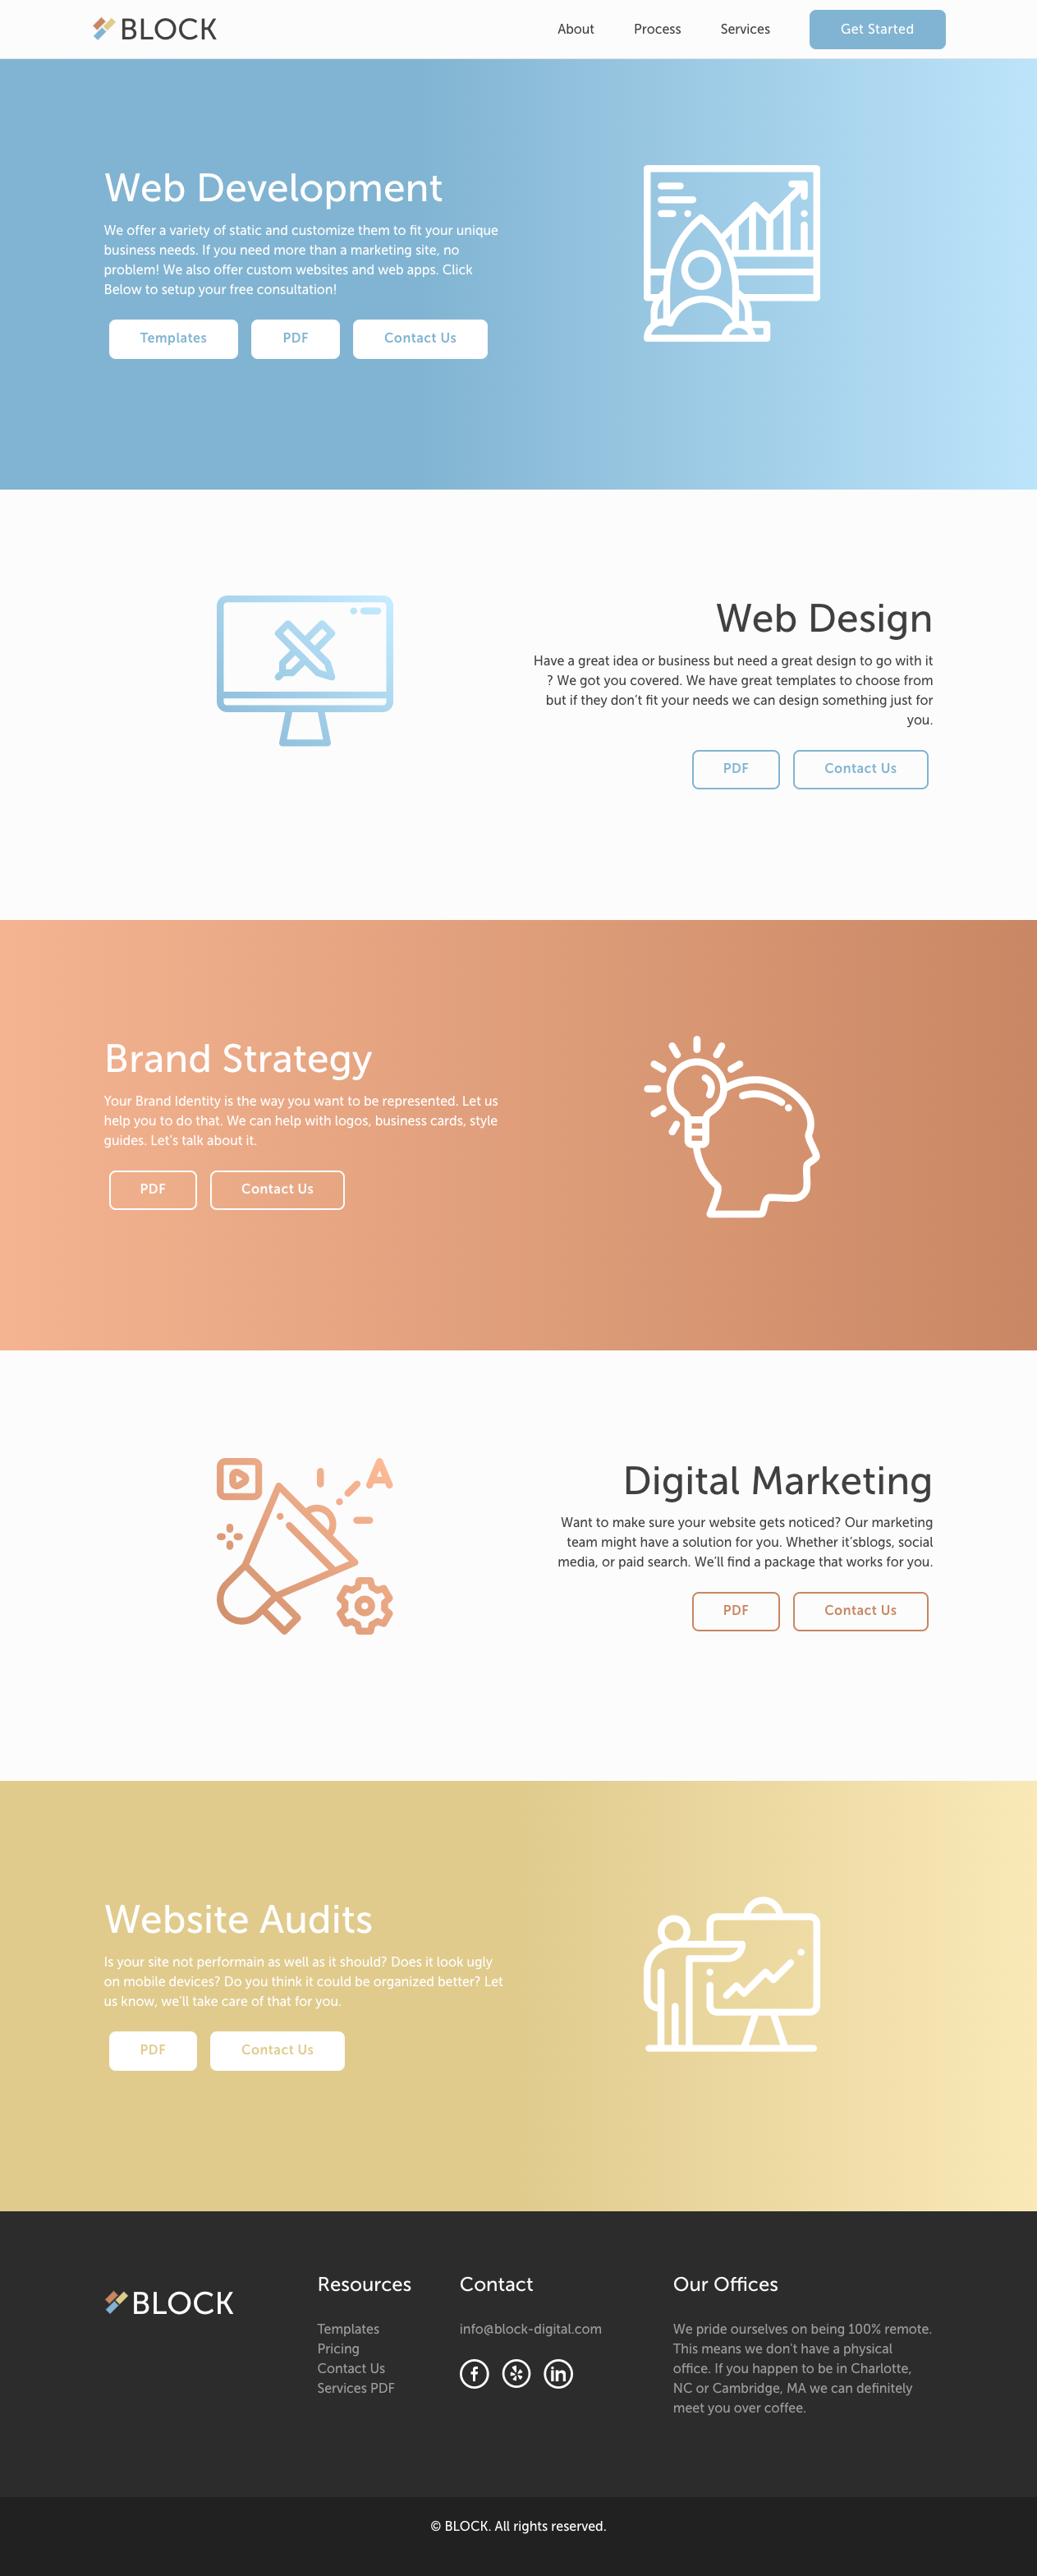 BLOCK
About Process Services Get Started
Web Development
We offer a variety of static and customize them to fit your unique
business needs. If you need more than a marketing site, no
problem! We also offer custom websites and web apps. Click
Below to setup your free consultation!
Templates PDF Contact Us
Web Design
Have a great idea or business but need a great design to go with it
? We got you covered. We have great templates to choose from
but if they don’t fit your needs we can design something just for
you.
PDF Contact Us
Brand Strategy
Your Brand Identity is the way you want to be represented. Let us
help you to do that. We can help with logos, business cards, style
guides. Let's talk about it.
PDF Contact Us
A
Digital Marketing
Want to make sure your website gets noticed? Our marketing
team might have a solution for you. Whether it’sblogs, social
media, or paid search. We’ll find a package that works for you.
PDF Contact Us
Website Audits
Is your site not performain as well as it should? Does it look ugly
on mobile devices? Do you think it could be organized better? Let
us know, we’ll take care of that for you.
PDF Contact Us
BLOCK
Resources
Templates
Pricing
Contact Us
Services PDF
Contact
info@block-digital.com
f in
Our Offices
We pride ourselves on being 100% remote.
This means we don't have a physical
office. If you happen to be in Charlotte,
NC or Cambridge, MA we can definitely
meet you over coffee.
© BLOCK. All rights reserved.